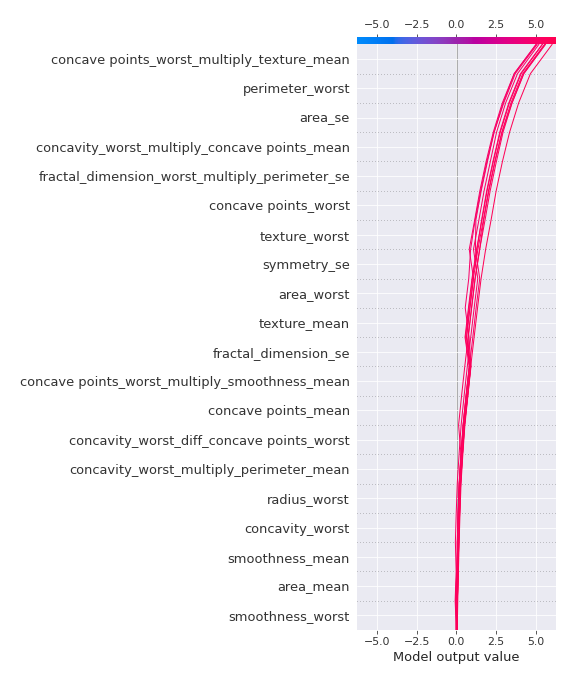 −5.0 −2.5 0.0 2.5 5.0
concave points_worst_multiply_texture_mean
perimeter_worst
area_se
concavity_worst_multiply_concave points_mean
fractal_dimension_worst_multiply_perimeter_se
concave points_worst
texture_worst
symmetry_se
area_worst
texture_mean
fractal_dimension_se
concave points_worst_multiply_smoothness_mean
concave points_mean
concavity_worst_diff_concave points_worst
concavity_worst_multiply_perimeter_mean
radius_worst
concavity_worst
smoothness_mean
area_mean
smoothness_worst
−5.0 −2.5 0.0 2.5 5.0
Model output value